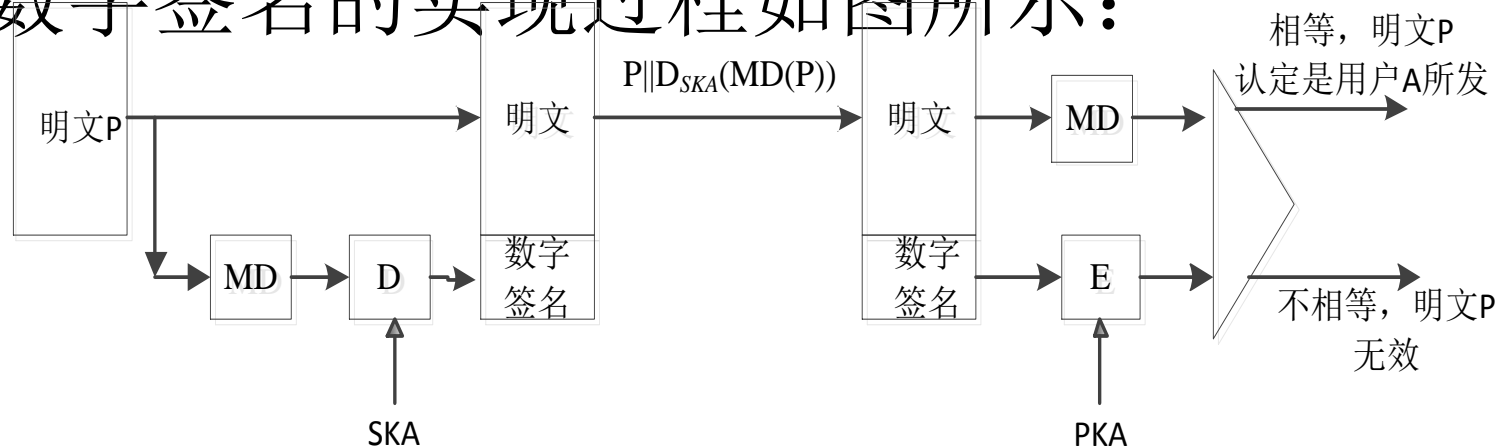 数字签名的实现过程如图所示：
明文P
明文
P||D_SKA(MD(P))
明文
MD
相等，明文P
认定是用户A所发
MD
D
数字
签名
数字
签名
E
不相等，明文P
无效
SKA
PKA